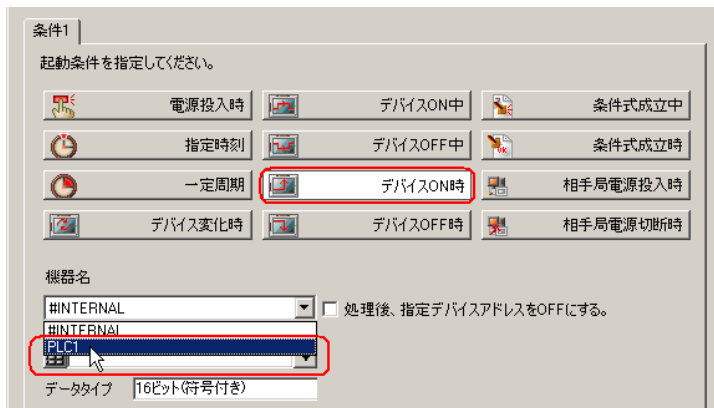 条件1
起動条件を指定してください。
電源投入時 デバイスON中 条件式成立中
指定時刻 デバイスOFF中 条件式成立時
一定周期 デバイスON時 相手局電源投入時
デバイス変化時 デバイスOFF時 相手局電源切断時
機器名
#INTERNAL 処理後、指定デバイスアドレスをOFFにする。
#INTERNAL
PLC1
データタイプ 16ビット(符号付き)